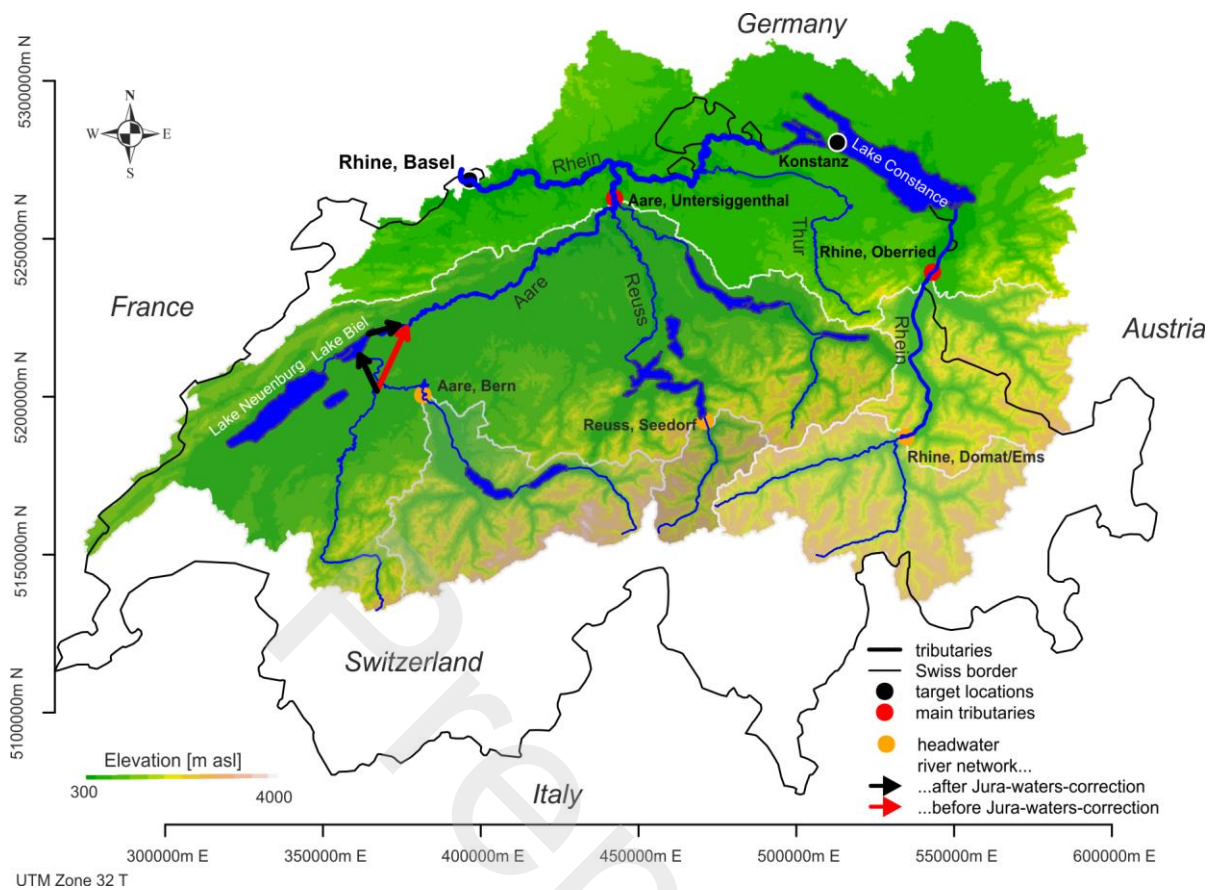 Germany
5300000m N
N
W
E
S
Rhine, Basel
Rhein
Konstanz
Lake Constance
Aare, Untersiggenthal
5250000m N
Thur
Rhine, Oberried
France
Aare
Reuss
Rhein
Austria
Lake Biel
Lake Neuenburg
5200000m N
Aare, Bern
Reuss, Seedorf
Rhine, Domat/Ems
5150000m N
Switzerland
tributaries
Swiss border
target locations
main tributaries
5100000m N
headwater
river network...
...after Jura-waters-correction
...before Jura-waters-correction
Elevation [m asl]
300
4000
Italy
300000m E
350000m E
400000m E
450000m E
500000m E
550000m E
600000m E
UTM Zone 32 T